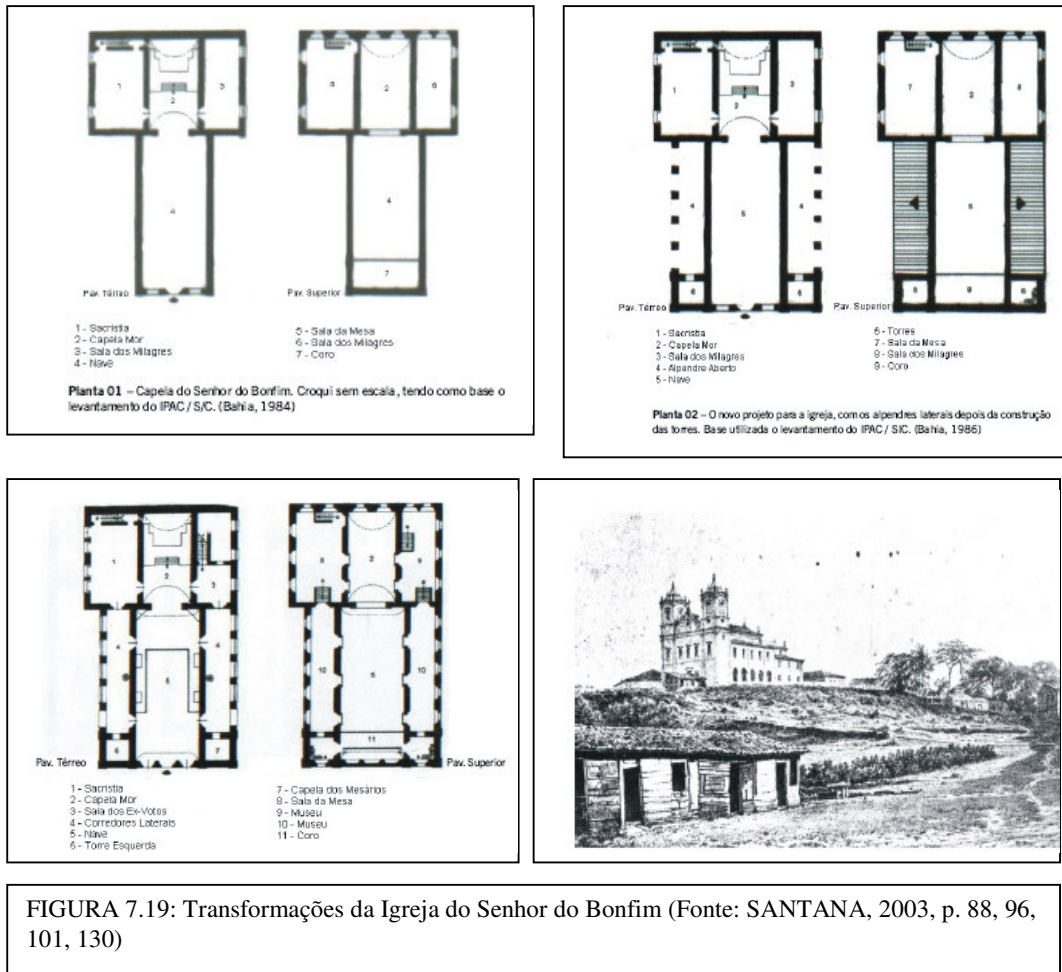 Pav. Térreo
Pav. Superior
1 - Sacristia
2 - Capela Mor
3 - Sala dos Milagres
4 - Nave
5 - Sala da Mesa
6 - Sala dos Milagres
7 - Coro
Planta 01 – Capela do Senhor do Bonfim. Croqui sem escala, tendo como base o
levantamento do IPAC / S/C. (Bahia, 1984)
Pav. Térreo
Pav. Superior
1 - Sacristia
2 - Capela Mor
3 - Sala dos Milagres
4 - Alpendre Aberto
5 - Nave
6 - Torres
7 - Sala da Mesa
8 - Sala dos Milagres
9 - Coro
Planta 02 – O novo projeto para a igreja, com os alpendres laterais depois da construção
das torres. Base utilizada o levantamento do IPAC / SIC. (Bahia, 1986)
Pav. Térreo
Pav. Superior
1 - Sacristia
2 - Capela Mor
3 - Sala dos Ex-Votos
4 - Corredores Laterais
5 - Nave
6 - Torre Esquerda
7 - Capela dos Mesários
8 - Sala da Mesa
9 - Museu
10 - Museu
11 - Coro
FIGURA 7.19: Transformações da Igreja do Senhor do Bonfim (Fonte: SANTANA, 2003, p. 88, 96,
101, 130)